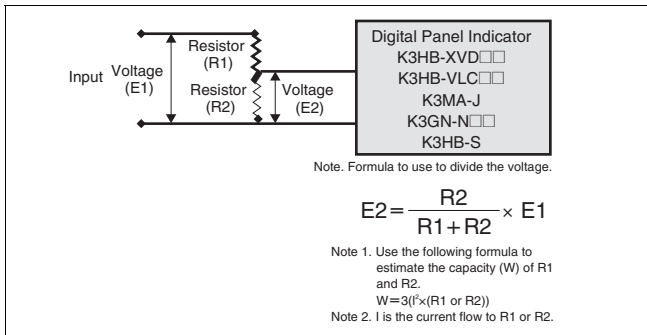 Digital Panel Indicator
K3HB-XVD□□
K3HB-VLC□□
K3MA-J
K3GN-N□□
K3HB-S
Input
Voltage
(E1)
Resistor
(R1)
Resistor
(R2)
Voltage
(E2)
Note. Formula to use to divide the voltage.
E2= R2 / R1+R2 × E1
Note 1. Use the following formula to
estimate the capacity (W) of R1
and R2.
W=3(I²×(R1 or R2))
Note 2. I is the current flow to R1 or R2.